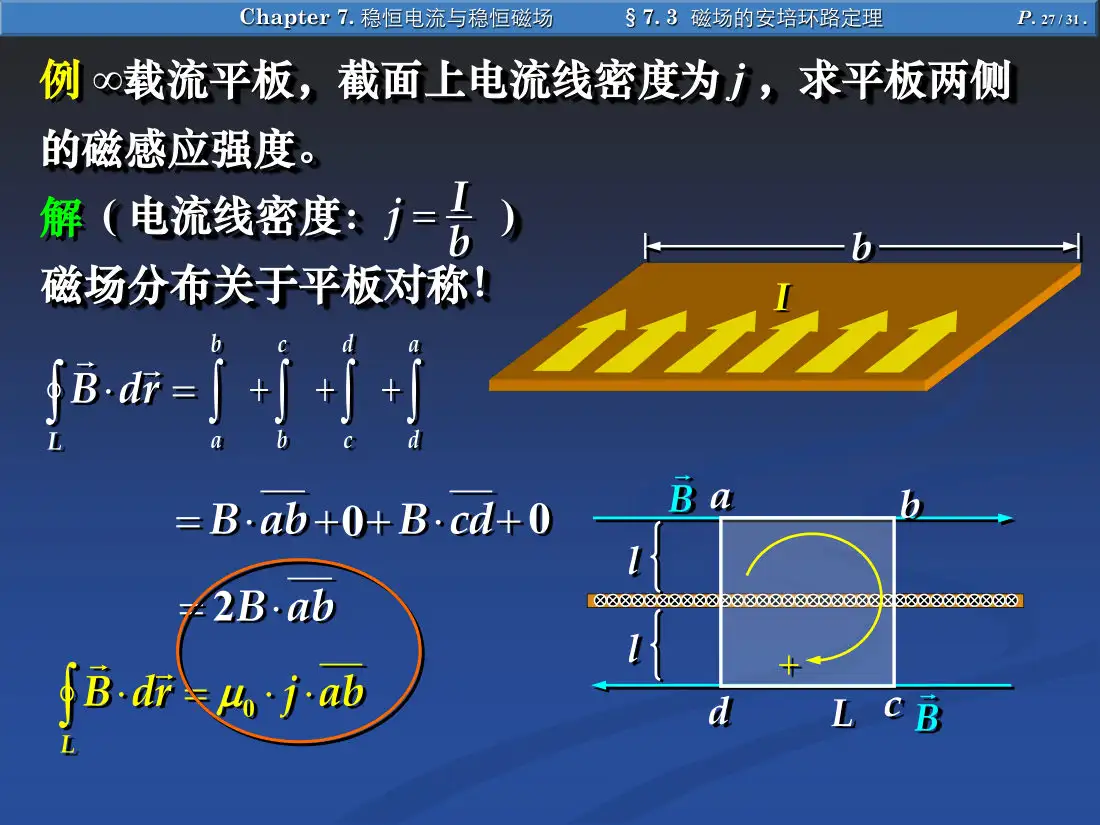 Chapter 7. 稳恒电流与稳恒磁场 § 7. 3 磁场的安培环路定理 P. 27 / 31 .
例 ∞载流平板，截面上电流线密度为 j ，求平板两侧
的磁感应强度。
解 ( 电流线密度： j = I/b )
磁场分布关于平板对称！
b
I
∮_L B⃗ · dr⃗ = ∫_a^b + ∫_b^c + ∫_c^d + ∫_d^a
= B · a̅b̅ + 0 + B · c̅d̅ + 0
= 2B · a̅b̅
∮_L B⃗ · dr⃗ = μ₀ · j · a̅b̅
B⃗ a b
l
l
+
d L c B⃗